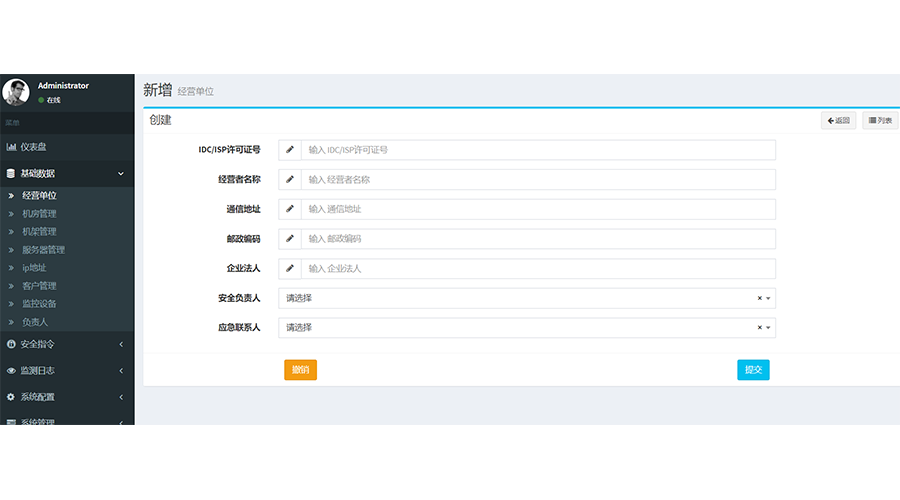 Administrator
在线
菜单
仪表盘
基础数据
经营单位
机房管理
机架管理
服务器管理
ip地址
客户管理
监控设备
负责人
安全指令
监测日志
系统配置
系统管理
新增 经营单位
创建
返回
列表
IDC/ISP许可证号 输入 IDC/ISP许可证号
经营者名称 输入 经营者名称
通信地址 输入 通信地址
邮政编码 输入 邮政编码
企业法人 输入 企业法人
安全负责人 请选择
应急联系人 请选择
撤销
提交